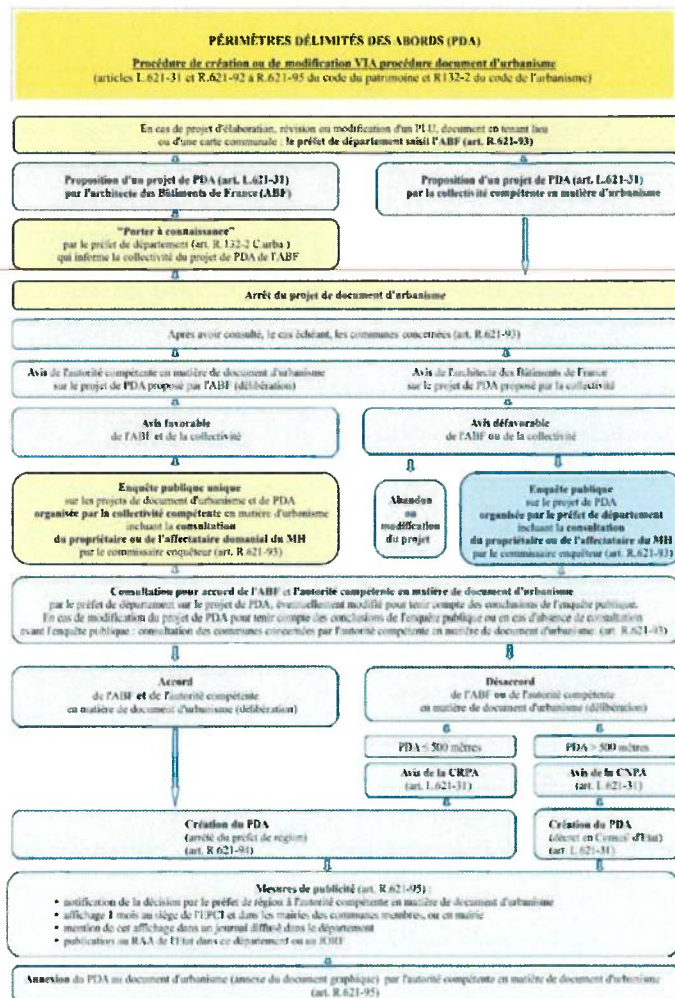 PÉRIMÈTRES DÉLIMITÉS DES ABORDS (PDA)
Procédure de création ou de modification VIA procédure document d'urbanisme
(articles L.621-31 et R.621-92 à R.621-95 du code du patrimoine et R132-2 du code de l'urbanisme)
En cas de projet d'élaboration, révision ou modification d'un PLU, document en tenant lieu
ou d'une carte communale : le préfet de département saisit l'ABF (art. R.621-93)
Proposition d'un projet de PDA (art. L.621-31)
par l'architecte des Bâtiments de France (ABF)
Proposition d'un projet de PDA (art. L.621-31)
par la collectivité compétente en matière d'urbanisme
"Porter à connaissance"
par le préfet de département (art. R.132-2 C.urba)
qui informe la collectivité du projet de PDA de l'ABF
Arrêt du projet de document d'urbanisme
Après avoir consulté, le cas échéant, les communes concernées (art. R.621-93)
Avis de l'autorité compétente en matière de document d'urbanisme
sur le projet de PDA proposé par l'ABF (délibération)
Avis de l'architecte des Bâtiments de France
sur le projet de PDA proposé par la collectivité
Avis favorable
de l'ABF et de la collectivité
Avis défavorable
de l'ABF ou de la collectivité
Enquête publique unique
sur les projets de document d'urbanisme et de PDA
organisée par la collectivité compétente en matière d'urbanisme
incluant la consultation
du propriétaire ou de l'affectataire domanial du MH
par le commissaire enquêteur (art. R.621-93)
Abandon
ou
modification
du projet
Enquête publique
sur le projet de PDA
organisée par le préfet de département
incluant la consultation
du propriétaire ou de l'affectataire du MH
par le commissaire enquêteur (art. R.621-93)
Consultation pour accord de l'ABF et l'autorité compétente en matière de document d'urbanisme
par le préfet de département sur le projet de PDA, éventuellement modifié pour tenir compte des conclusions de l'enquête publique.
En cas de modification du projet de PDA pour tenir compte des conclusions de l'enquête publique ou en cas d'absence de consultation
avant l'enquête publique : consultation des communes concernées par l'autorité compétente en matière de document d'urbanisme. (art. R.621-93)
Accord
de l'ABF et de l'autorité compétente
en matière de document d'urbanisme (délibération)
Désaccord
de l'ABF ou de l'autorité compétente
en matière de document d'urbanisme (délibération)
PDA ≤ 500 mètres
PDA > 500 mètres
Avis de la CRPA
(art. L.621-31)
Avis de la CNPA
(art. L.621-31)
Création du PDA
(arrêté du préfet de region)
(art. R.621-94)
Création du PDA
(décret en Conseil d'Etat)
(art. L.621-31)
Mesures de publicité (art. R.621-95) :
• notification de la décision par le préfet de région à l'autorité compétente en matière de document d'urbanisme
• affichage 1 mois au siège de l'EPCI et dans les mairies des communes membres, ou en mairie
• mention de cet affichage dans un journal diffusé dans le département
• publication au RAA de l'Etat dans ce département ou au JORF
Annexion du PDA au document d'urbanisme (annexe du document graphique) par l'autorité compétente en matière de document d'urbanisme
(art. R.621-95)